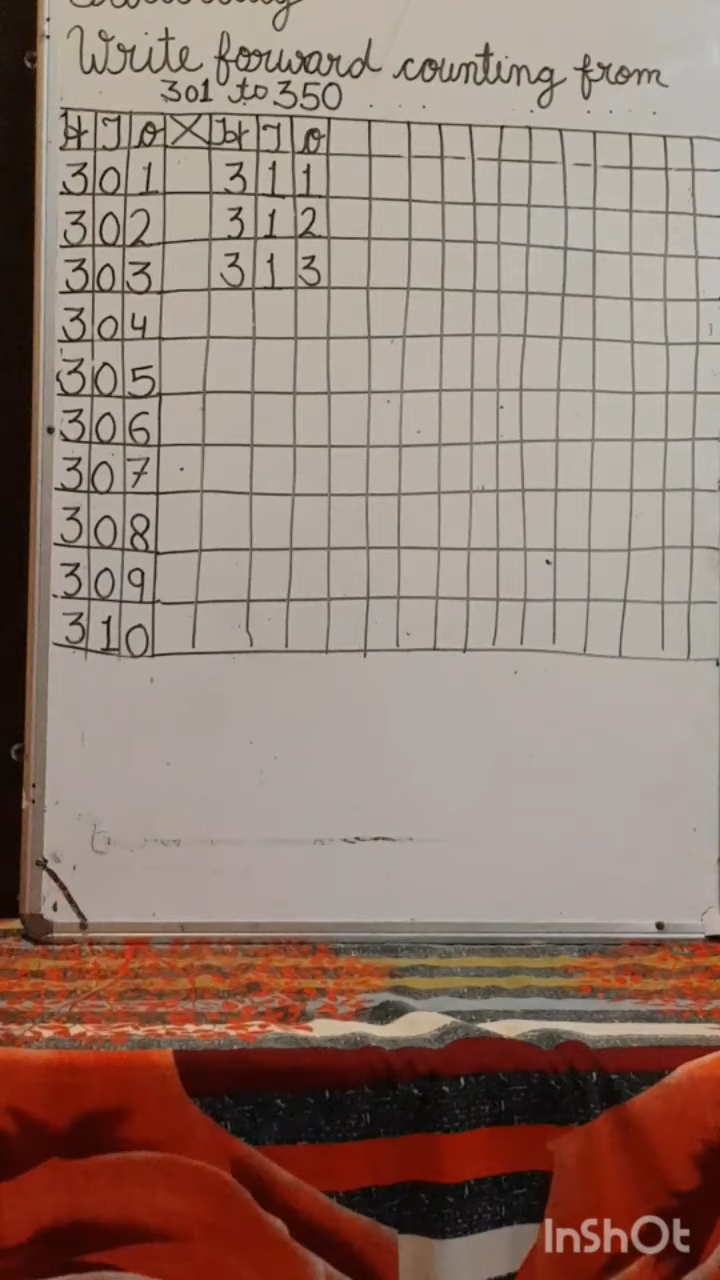 Write forward counting from
301 to 350
H T O X H T O
3 0 1 3 1 1
3 0 2 3 1 2
3 0 3 3 1 3
3 0 4
3 0 5
3 0 6
3 0 7
3 0 8
3 0 9
3 1 0
InShOt